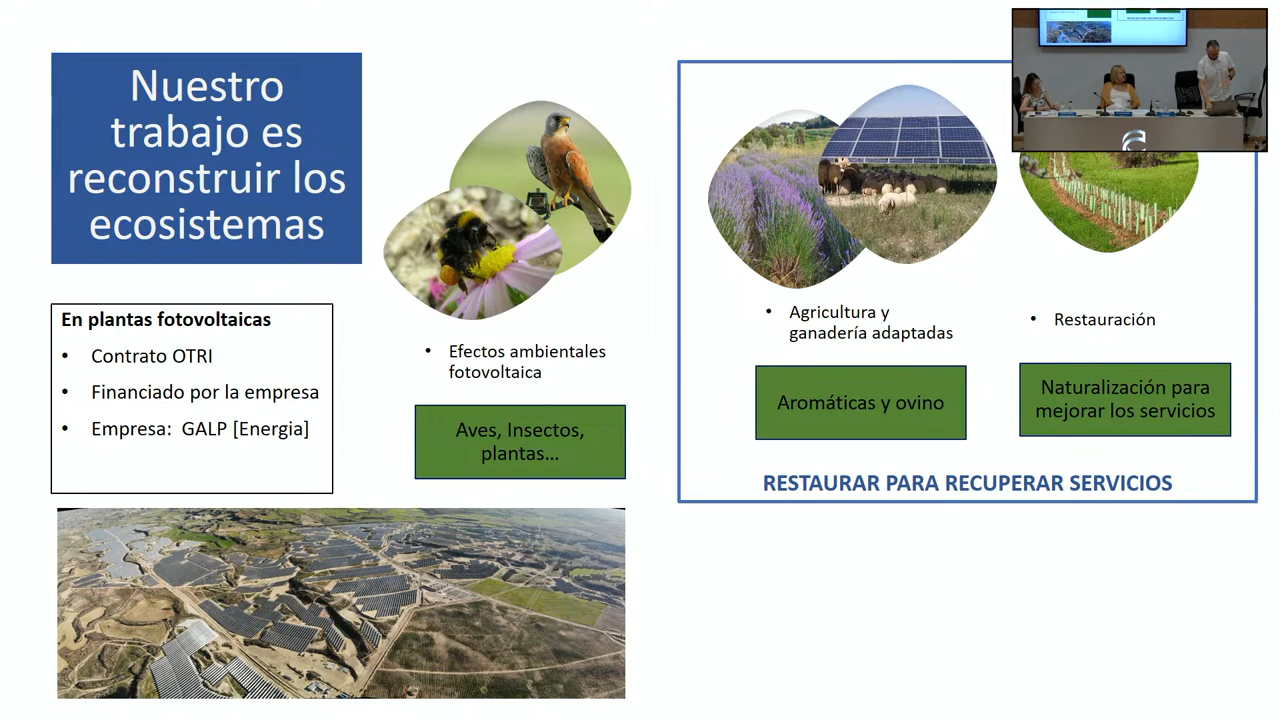 Nuestro
trabajo es
reconstruir los
ecosistemas
En plantas fotovoltaicas
• Contrato OTRI
• Financiado por la empresa
• Empresa: GALP [Energia]
• Efectos ambientales
fotovoltaica
Aves, Insectos,
plantas...
• Agricultura y
ganadería adaptadas
Aromáticas y ovino
• Restauración
Naturalización para
mejorar los servicios
RESTAURAR PARA RECUPERAR SERVICIOS